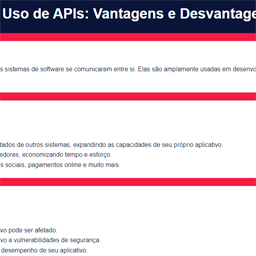 Uso de APIs: Vantagens e Desvantage
s sistemas de software se comunicarem entre si. Elas são amplamente usadas em desenvo
dados de outros sistemas, expandindo as capacidades de seu próprio aplicativo.
edores, economizando tempo e esforço.
s sociais, pagamentos online e muito mais.
vo pode ser afetado.
vo a vulnerabilidades de segurança.
desempenho de seu aplicativo.